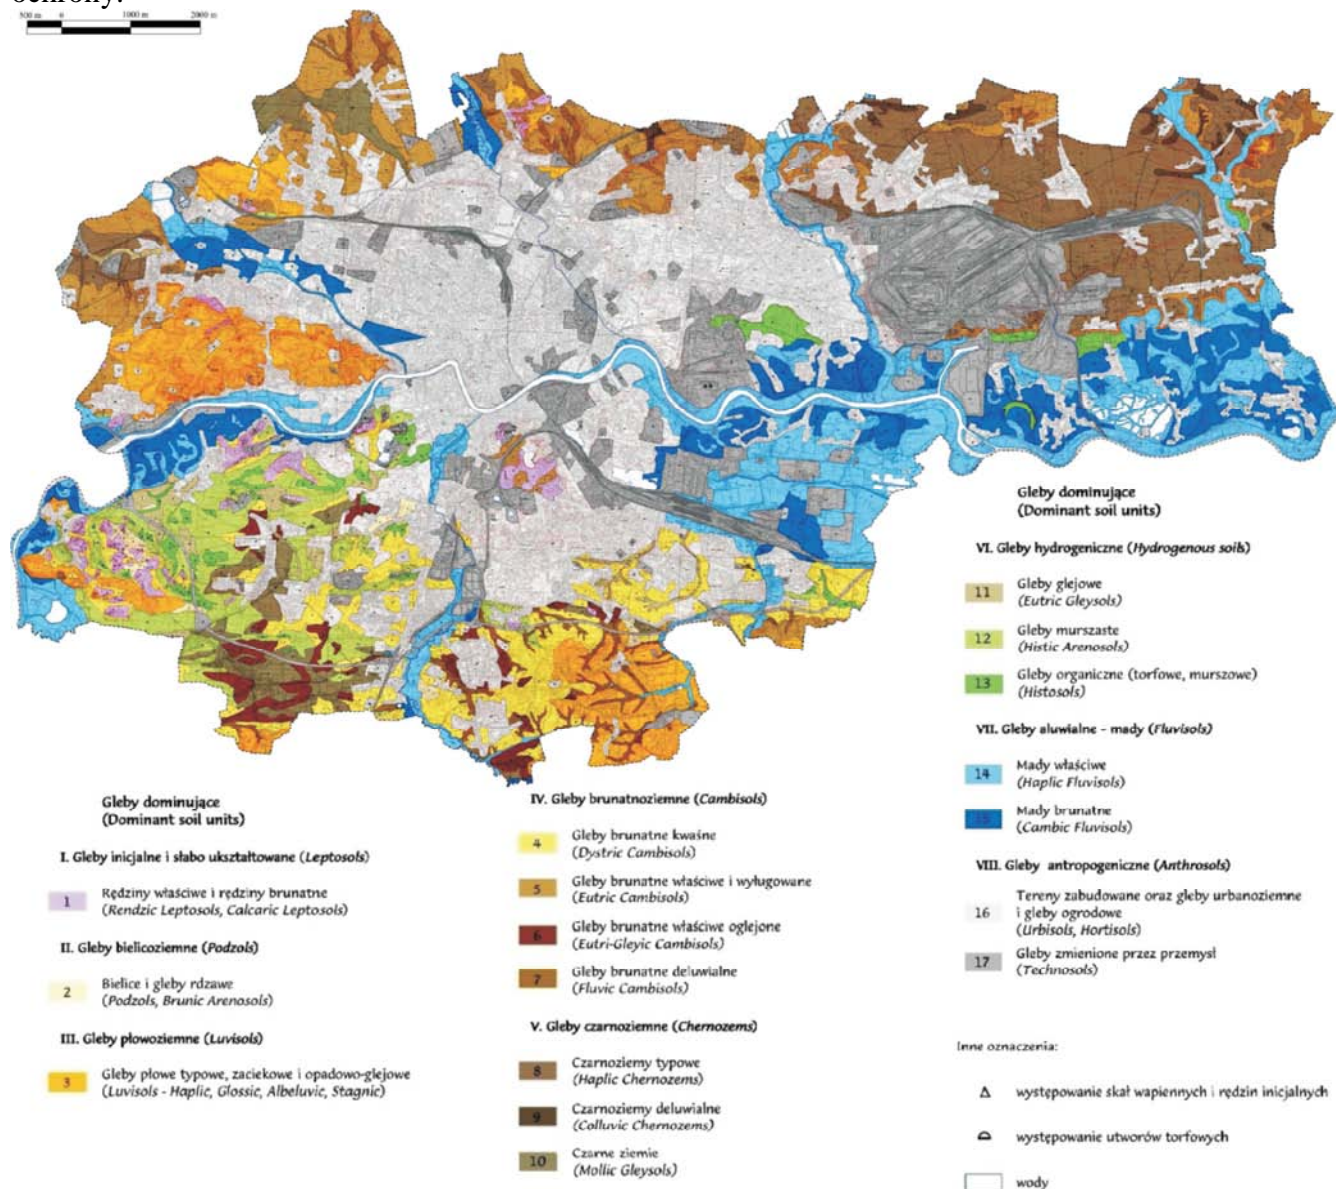 ochrony.
500 m 0 1000 m 2000 m
Gleby dominujące
(Dominant soil units)
I. Gleby inicjalne i słabo ukształtowane (Leptosols)
1 Rędziny właściwe i rędziny brunatne
(Rendzic Leptosols, Calcaric Leptosols)
II. Gleby bielicoziemne (Podzols)
2 Bielice i gleby rdzawe
(Podzols, Brunic Arenosols)
III. Gleby płowoziemne (Luvisols)
3 Gleby płowe typowe, zaciekowe i opadowo-glejowe
(Luvisols - Haplic, Glossic, Albeluvic, Stagnic)
IV. Gleby brunatnoziemne (Cambisols)
4 Gleby brunatne kwaśne
(Dystric Cambisols)
5 Gleby brunatne właściwe i wyługowane
(Eutric Cambisols)
6 Gleby brunatne właściwe oglejone
(Eutri-Gleyic Cambisols)
7 Gleby brunatne deluwialne
(Fluvic Cambisols)
V. Gleby czarnoziemne (Chernozems)
8 Czarnoziemy typowe
(Haplic Chernozems)
9 Czarnoziemy deluwialne
(Colluvic Chernozems)
10 Czarne ziemie
(Mollic Gleysols)
Gleby dominujące
(Dominant soil units)
VI. Gleby hydrogeniczne (Hydrogenous soils)
11 Gleby glejowe
(Eutric Gleysols)
12 Gleby murszaste
(Histic Arenosols)
13 Gleby organiczne (torfowe, murszowe)
(Histosols)
VII. Gleby aluwialne - mady (Fluvisols)
14 Mady właściwe
(Haplic Fluvisols)
15 Mady brunatne
(Cambic Fluvisols)
VIII. Gleby antropogeniczne (Anthrosols)
16 Tereny zabudowane oraz gleby urbanoziemne
i gleby ogrodowe
(Urbisols, Hortisols)
17 Gleby zmienione przez przemysł
(Technosols)
Inne oznaczenia:
występowanie skał wapiennych i rędzin inicjalnych
występowanie utworów torfowych
wody